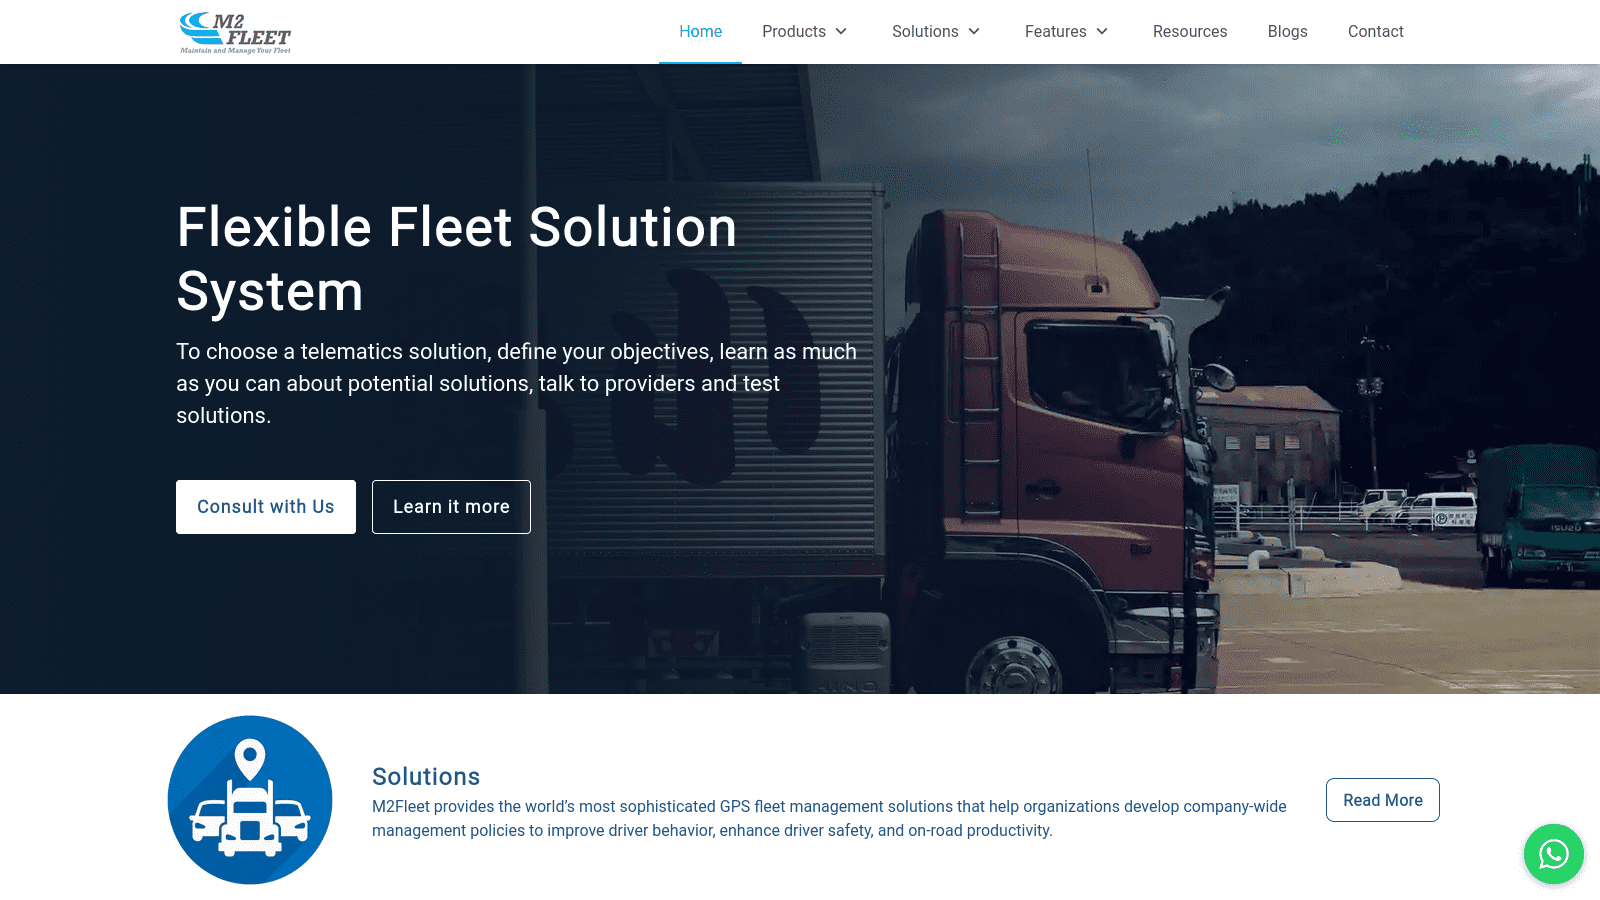 M2
FLEET
Maintain and Manage Your Fleet
Home
Products
Solutions
Features
Resources
Blogs
Contact
Flexible Fleet Solution
System
To choose a telematics solution, define your objectives, learn as much
as you can about potential solutions, talk to providers and test
solutions.
Consult with Us
Learn it more
ISUZU
HINO
Solutions
M2Fleet provides the world’s most sophisticated GPS fleet management solutions that help organizations develop company-wide
management policies to improve driver behavior, enhance driver safety, and on-road productivity.
Read More